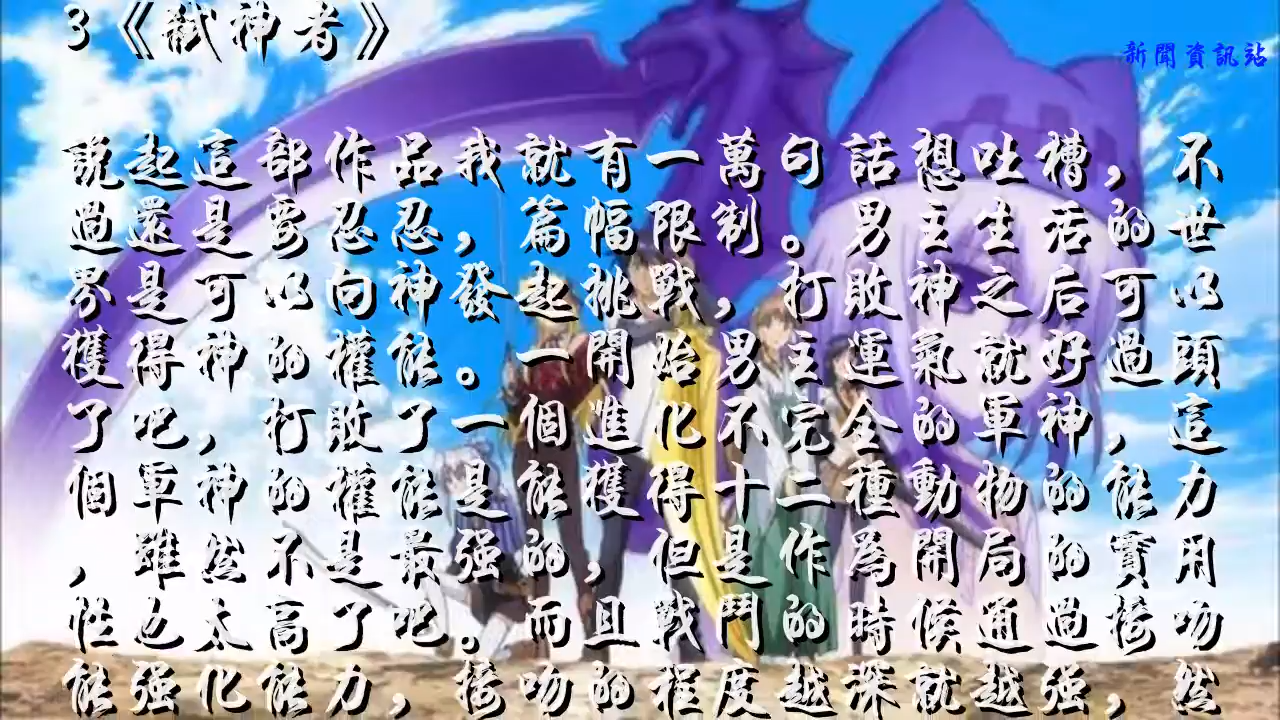 3《弒神者》
新聞資訊站
說起這部作品我就有一萬句話想吐槽，不
過還是要忍忍，篇幅限制。男主生活的世
界是可以向神發起挑戰，打敗神之后可以
獲得神的權能。一開始男主運氣就好過頭
了吧，打敗了一個進化不完全的軍神，這
個軍神的權能是能獲得十二種動物的能力
，雖然不是最强的，但是作為開局的實用
性也太高了吧。而且戰鬥的時候通過接吻
能强化能力，接吻的程度越深就越强，然